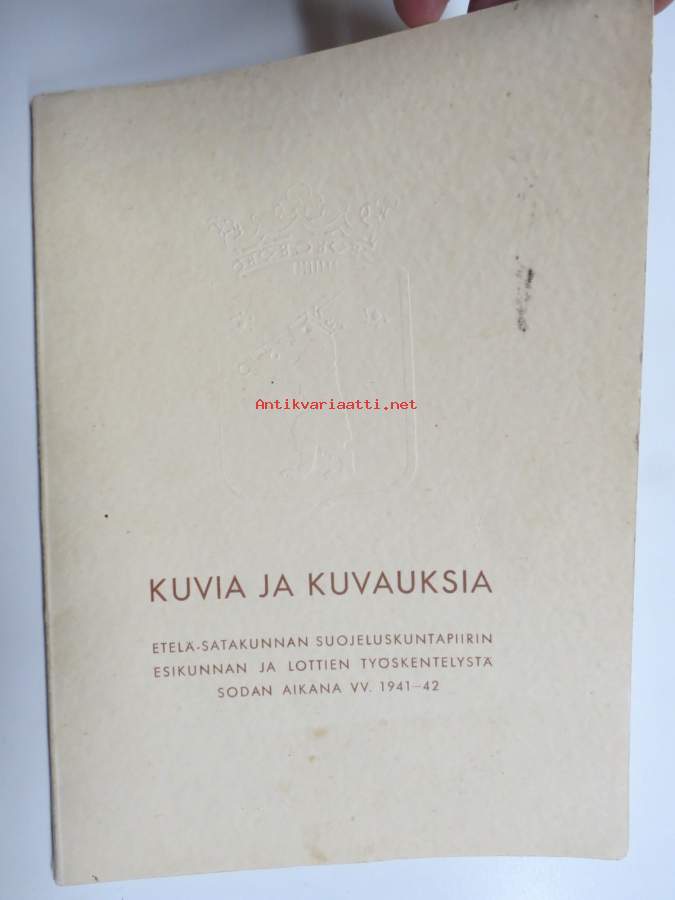 Antikvariaatti.net
KUVIA JA KUVAUKSIA
ETELÄ-SATAKUNNAN SUOJELUSKUNTAPIIRIN
ESIKUNNAN JA LOTTIEN TYÖSKENTELYSTÄ
SODAN AIKANA VV. 1941–42